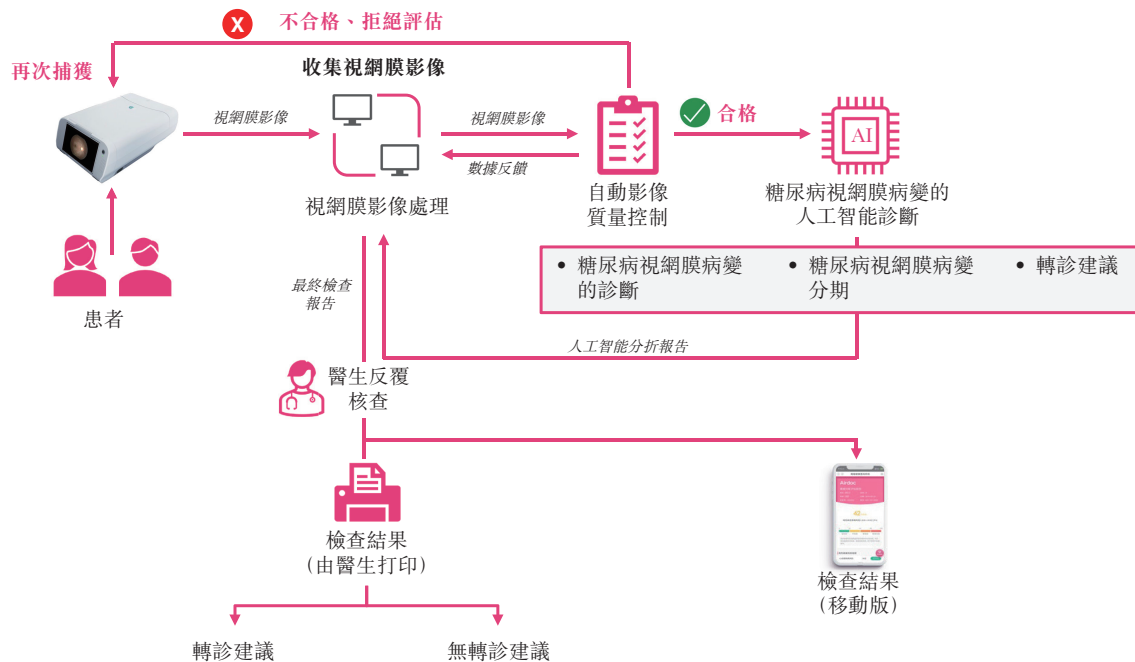 X
不合格、拒絕評估
再次捕獲
收集視網膜影像
視網膜影像
視網膜影像
數據反饋
合格
AI
視網膜影像處理
自動影像
質量控制
糖尿病視網膜病變的
人工智能診斷
• 糖尿病視網膜病變
的診斷
• 糖尿病視網膜病變
分期
• 轉診建議
患者
最終檢查
報告
人工智能分折報告
醫生反覆
核查
檢查結果
（由醫生打印）
檢查結果
（移動版）
轉診建議
無轉診建議